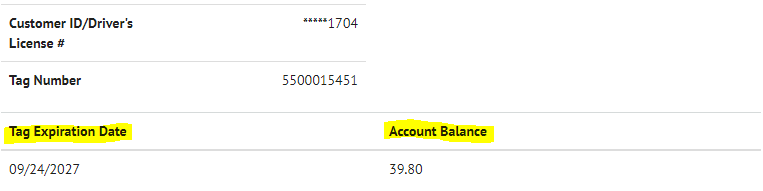 Customer ID/Driver's
License #
*****1704
Tag Number
5500015451
Tag Expiration Date
Account Balance
09/24/2027
39.80